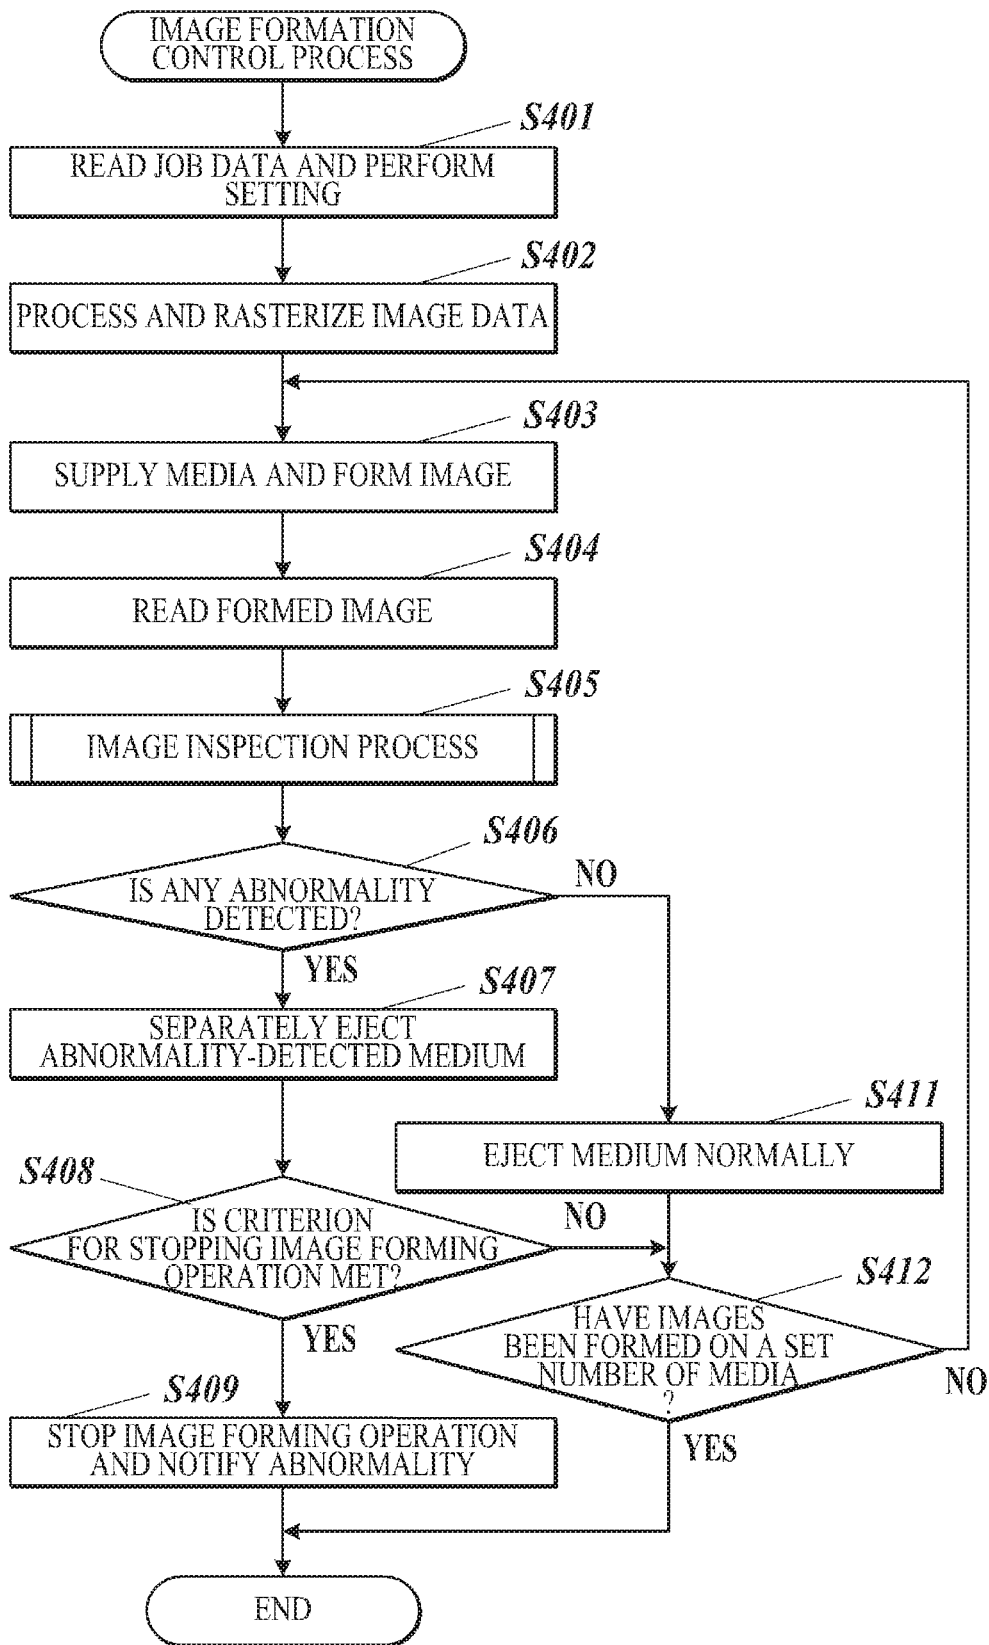 IMAGE FORMATION
CONTROL PROCESS
S401
READ JOB DATA AND PERFORM
SETTING
S402
PROCESS AND RASTERIZE IMAGE DATA
S403
SUPPLY MEDIA AND FORM IMAGE
S404
READ FORMED IMAGE
S405
IMAGE INSPECTION PROCESS
S406
IS ANY ABNORMALITY
DETECTED?
NO
YES
S407
SEPARATELY EJECT
ABNORMALITY-DETECTED MEDIUM
S411
EJECT MEDIUM NORMALLY
S408
IS CRITERION
FOR STOPPING IMAGE FORMING
OPERATION MET?
NO
YES
S412
HAVE IMAGES
BEEN FORMED ON A SET
NUMBER OF MEDIA
?
NO
YES
S409
STOP IMAGE FORMING OPERATION
AND NOTIFY ABNORMALITY
END